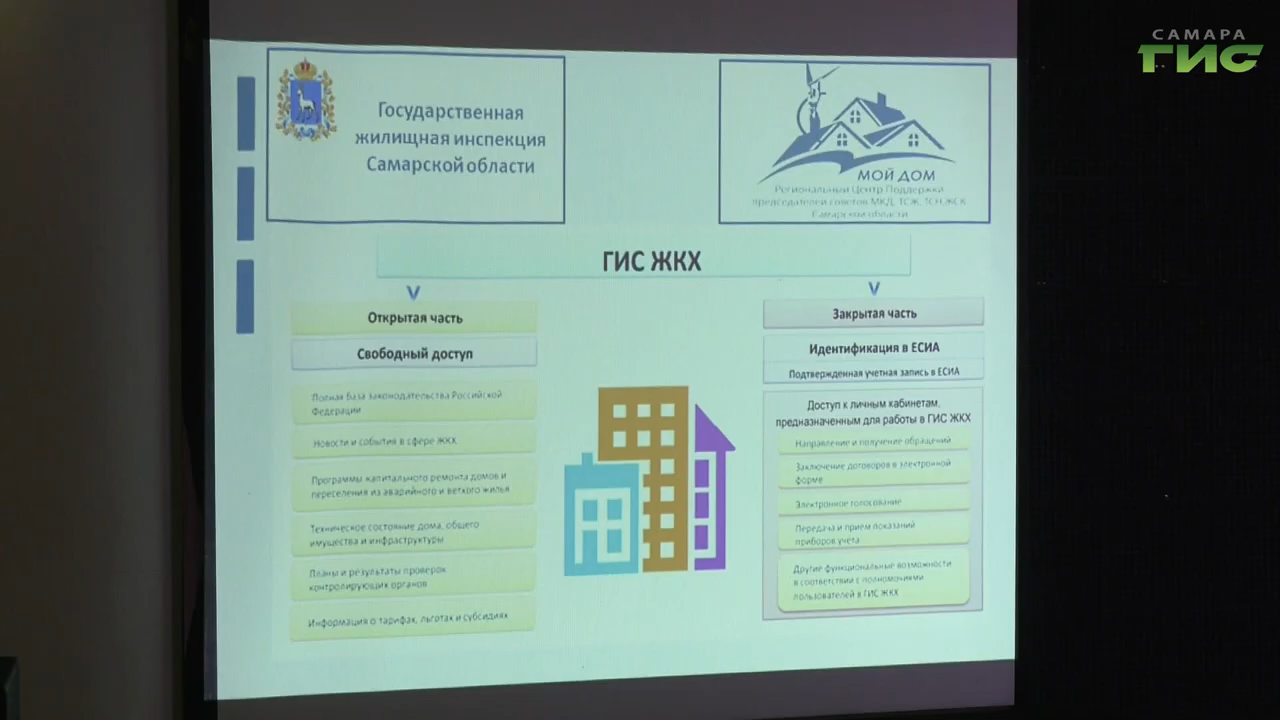 САМАРА
ГИС
Государственная
жилищная инспекция
Самарской области
МОЙ ДОМ
Региональный Центр Поддержки
председателей советов МКД, ТСЖ, ТСН, ЖСК
Самарской области
ГИС ЖКХ
Открытая часть
Свободный доступ
Полная база законодательства Российской
Федерации
Новости и события в сфере ЖКХ
Программы капитального ремонта домов и
переселения из аварийного и ветхого жилья
Техническое состояние дома, общего
имущества и инфраструктуры
Планы и результаты проверок
контролирующих органов
Информация о тарифах, льготах и субсидиях
Закрытая часть
Идентификация в ЕСИА
Подтвержденная учетная запись в ЕСИА
Доступ к личным кабинетам,
предназначенным для работы в ГИС ЖКХ
Направление и получение обращений
Заключение договоров в электронной
форме
Электронное голосование
Передача и прием показаний
приборов учета
Другие функциональные возможности
в соответствии с полномочиями
пользователей в ГИС ЖКХ